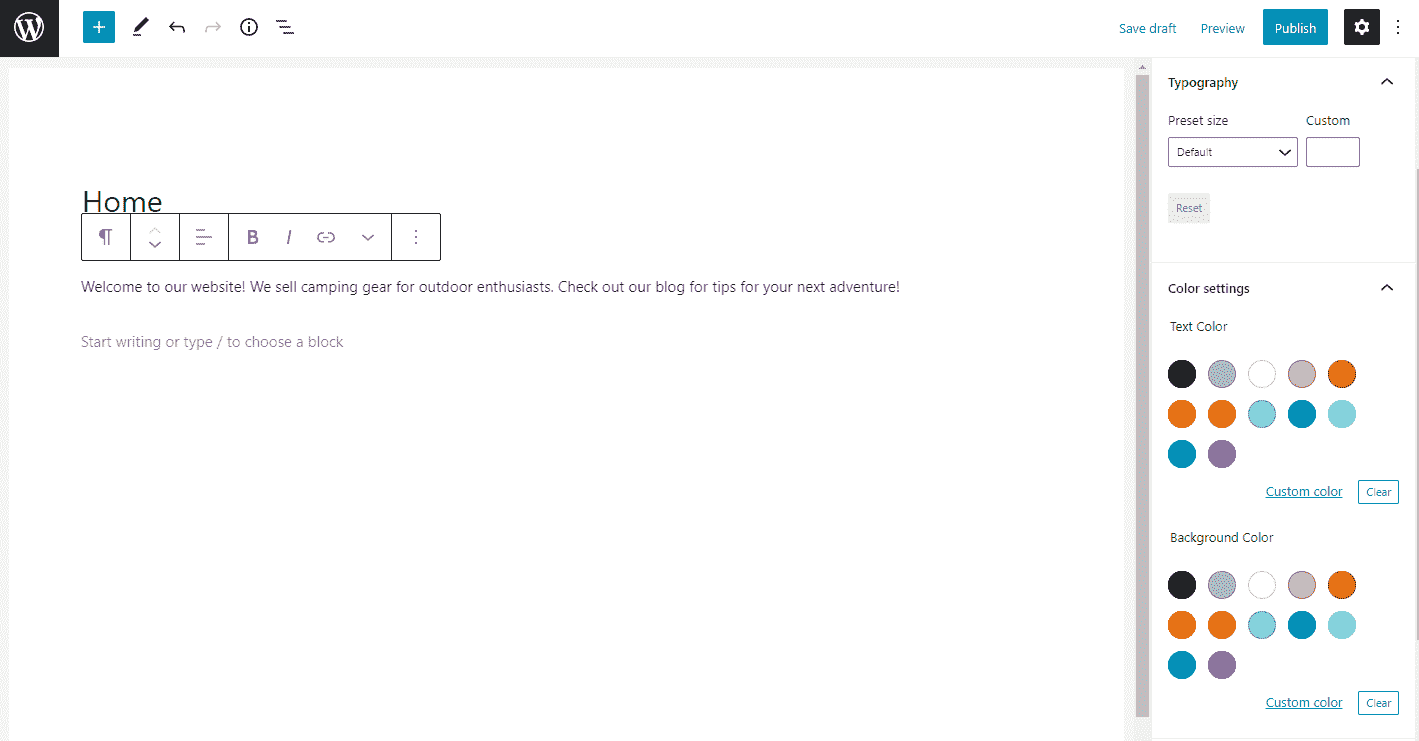 Save draft Preview Publish
Typography
Preset size Custom
Default
Reset
Home
B I
Welcome to our website! We sell camping gear for outdoor enthusiasts. Check out our blog for tips for your next adventure!
Start writing or type / to choose a block
Color settings
Text Color
Custom color Clear
Background Color
Custom color Clear